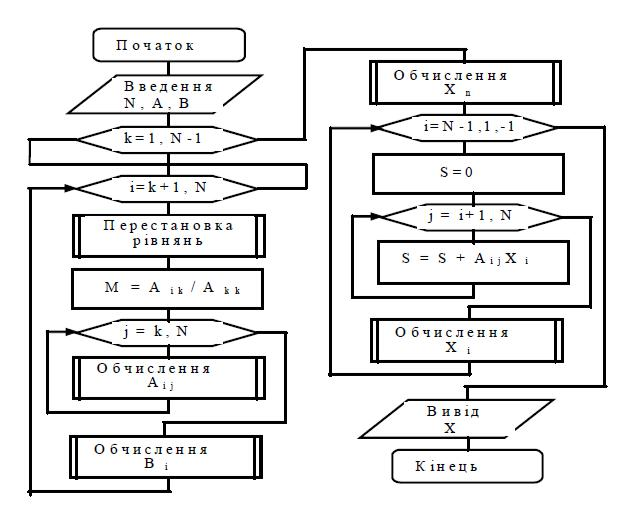 Початок
Введення
N, A, B
k=1, N-1
i=k+1, N
Перестановка
рівнянь
M = A ik / A kk
j = k, N
Обчислення
A ij
Обчислення
B i
Обчислення
X n
i=N-1,1,-1
S=0
j = i+1, N
S = S + A ij X i
Обчислення
X i
Вивід
X
Кінець